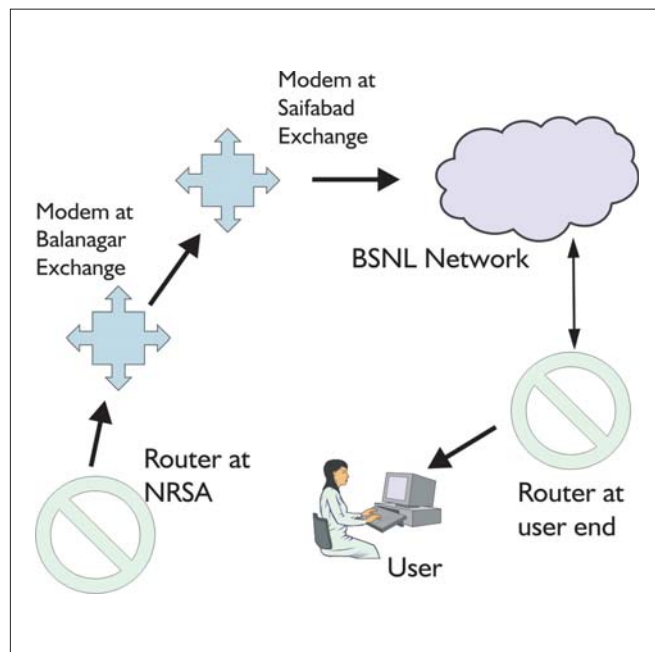 Modem at
Saifabad
Exchange
Modem at
Balanagar
Exchange
BSNL Network
Router at
NRSA
Router at
user end
User